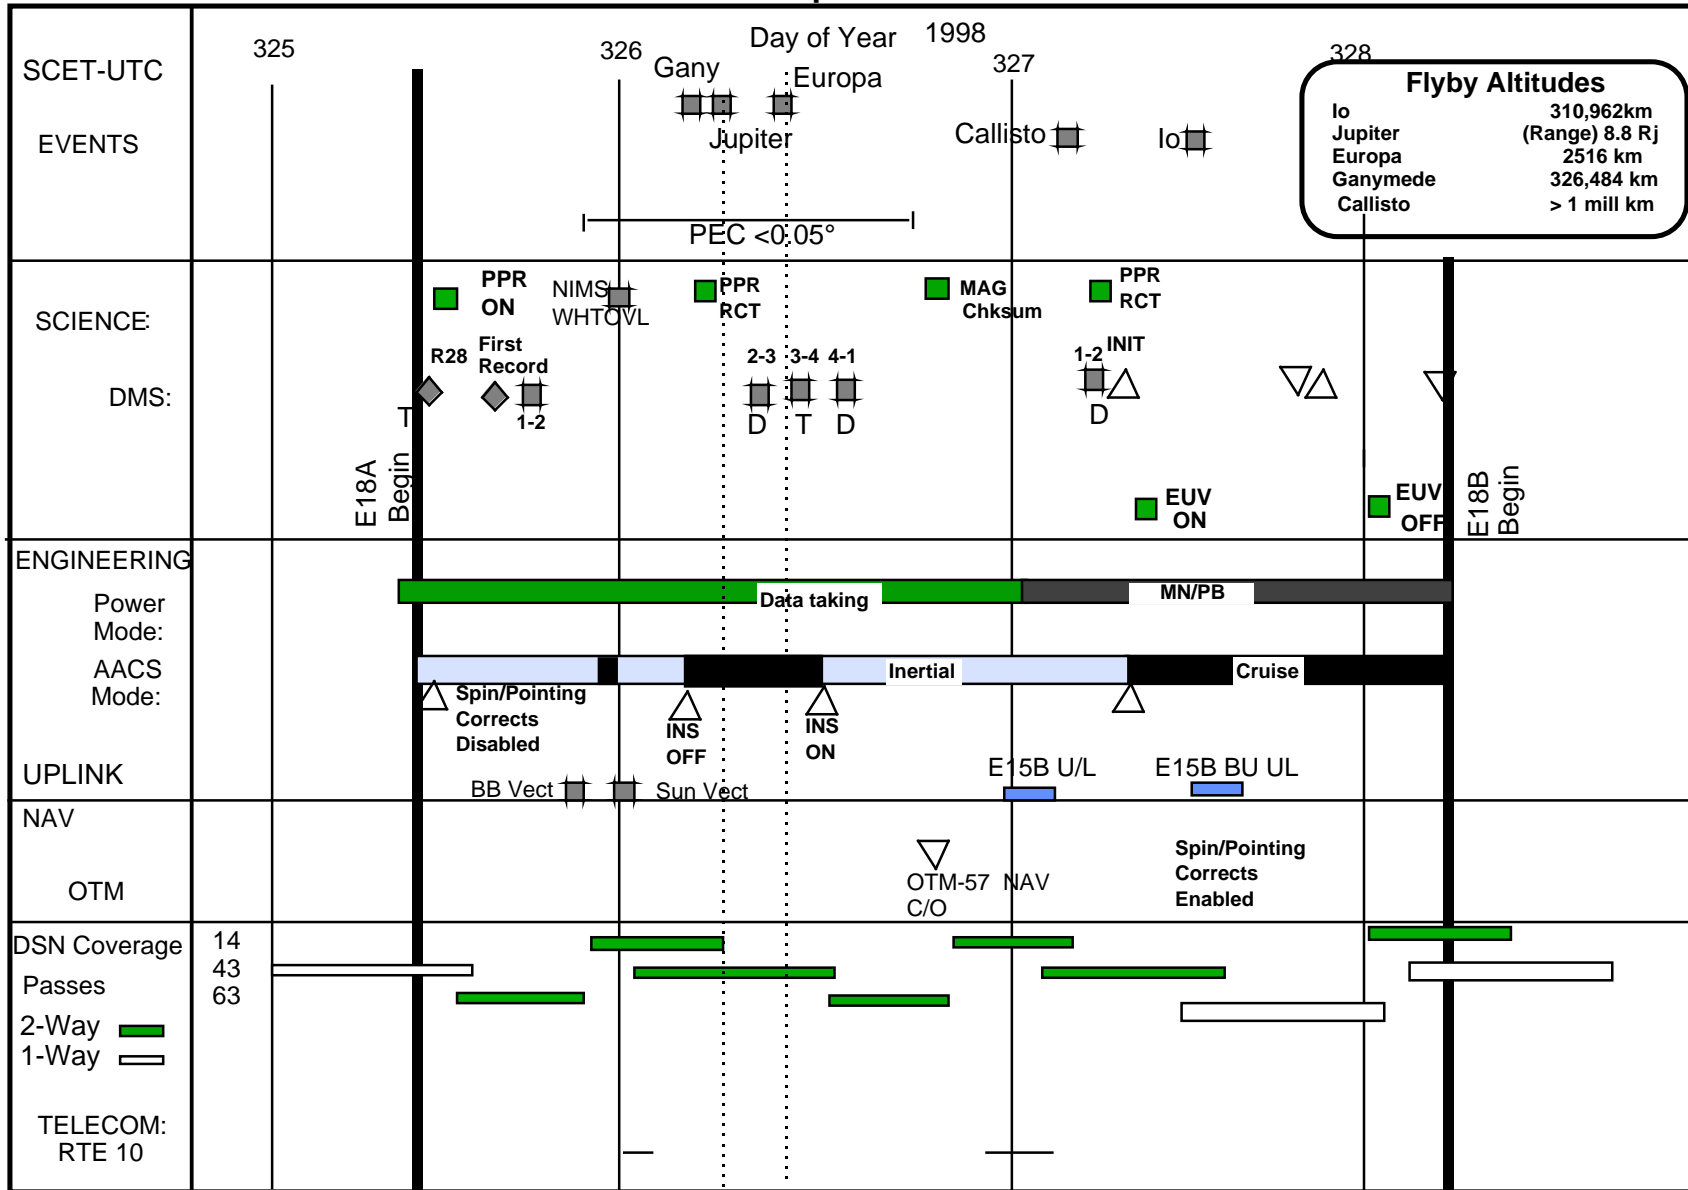 Day of Year 1998
325
326
327
328
SCET-UTC
Gany
Europa
Jupiter
EVENTS
Callisto
Io
PEC <0.05°
Flyby Altitudes
Io 310,962km
Jupiter (Range) 8.8 Rj
Europa 2516 km
Ganymede 326,484 km
Callisto > 1 mill km
SCIENCE:
PPR
ON
NIMS
WHTOVL
PPR
RCT
MAG
Chksum
PPR
RCT
DMS:
R28
First
Record
1-2
T
2-3 3-4 4-1
D T D
1-2 INIT
D
E18A
Begin
EUV
ON
EUV
OFF
E18B
Begin
ENGINEERING
Power
Mode:
Data taking
MN/PB
AACS
Mode:
Inertial
Cruise
Spin/Pointing
Corrects
Disabled
INS
OFF
INS
ON
UPLINK
BB Vect
Sun Vect
E15B U/L
E15B BU UL
NAV
OTM
OTM-57 NAV
C/O
Spin/Pointing
Corrects
Enabled
DSN Coverage
Passes
14
43
63
2-Way
1-Way
TELECOM:
RTE 10